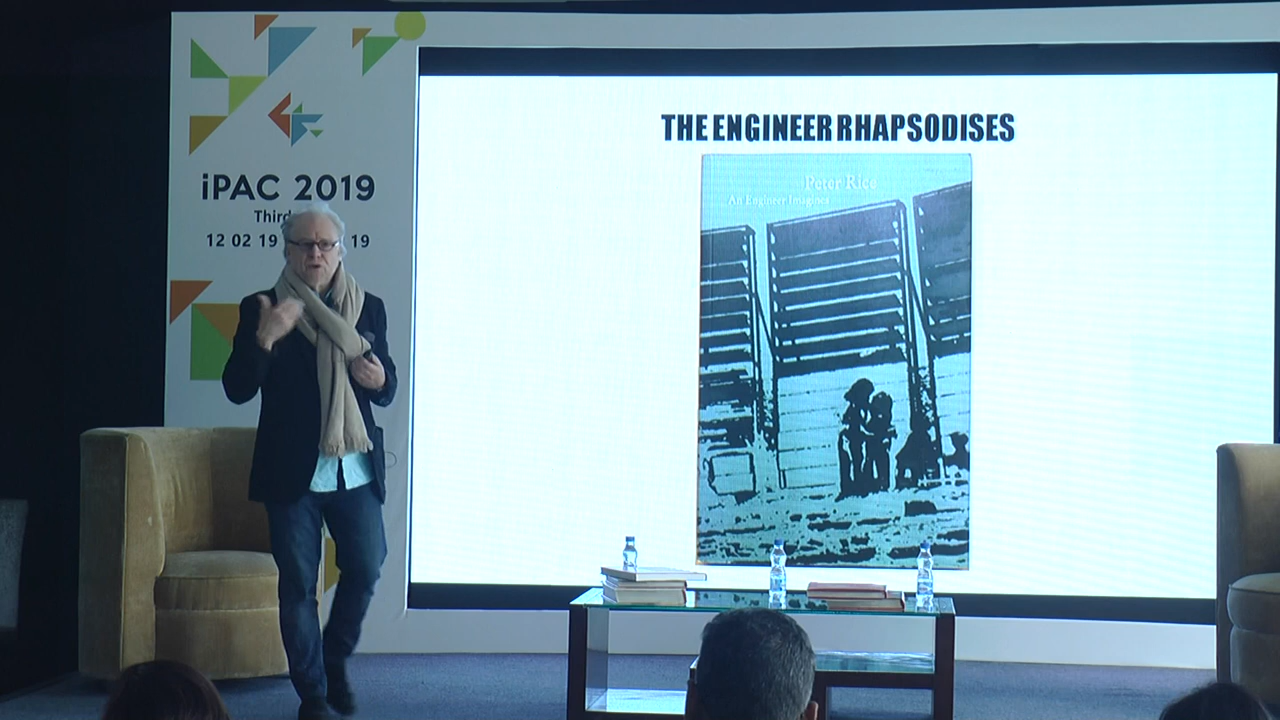 iPAC 2019
Third
12 02 19
19
THE ENGINEER RHAPSODISES
Peter Rice
An Engineer Imagines